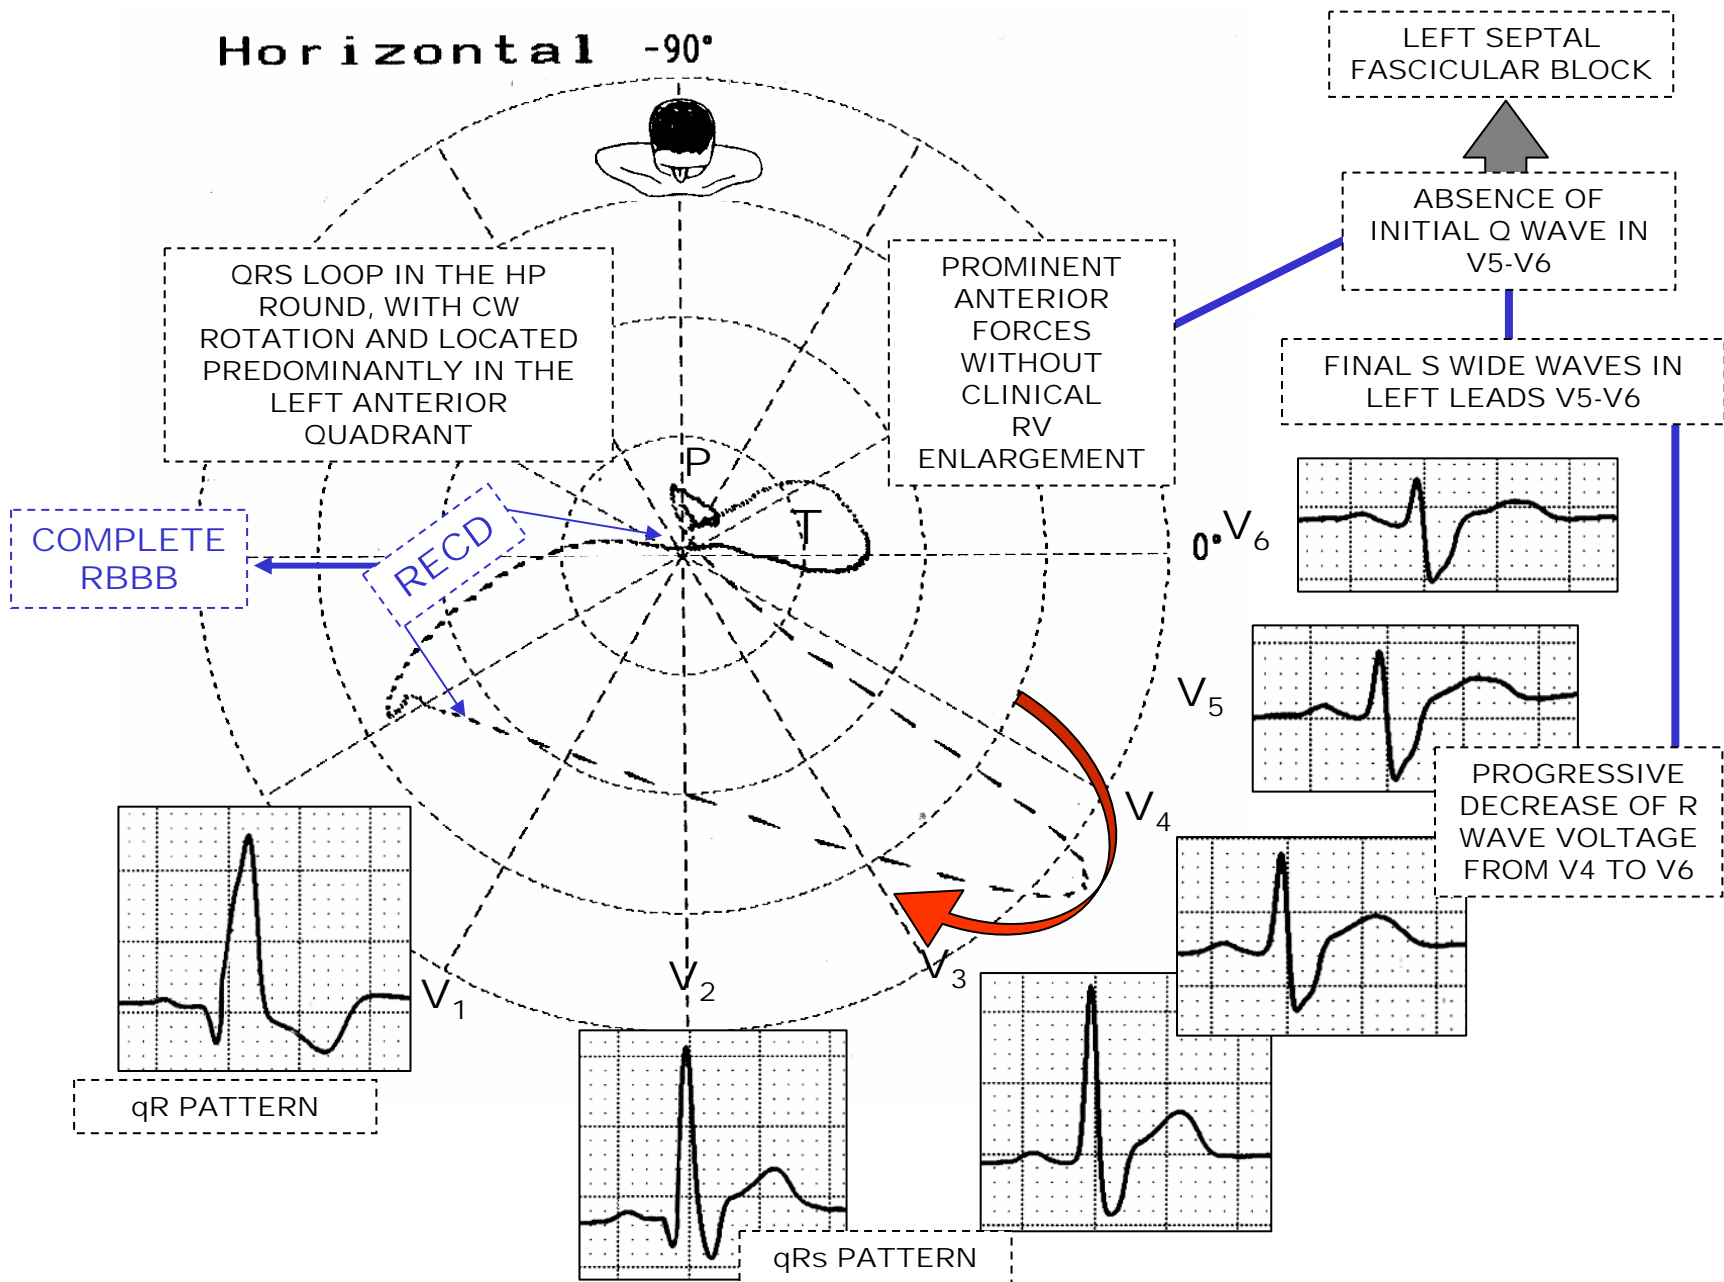 Horizontal -90°
LEFT SEPTAL
FASCICULAR BLOCK
ABSENCE OF
INITIAL Q WAVE IN
V5-V6
QRS LOOP IN THE HP
ROUND, WITH CW
ROTATION AND LOCATED
PREDOMINANTLY IN THE
LEFT ANTERIOR
QUADRANT
PROMINENT
ANTERIOR
FORCES
WITHOUT
CLINICAL
RV
ENLARGEMENT
FINAL S WIDE WAVES IN
LEFT LEADS V5-V6
P
T
COMPLETE
RBBB
RECD
0° V6
V5
PROGRESSIVE
DECREASE OF R
WAVE VOLTAGE
FROM V4 TO V6
V4
V3
V2
V1
qR PATTERN
qRs PATTERN